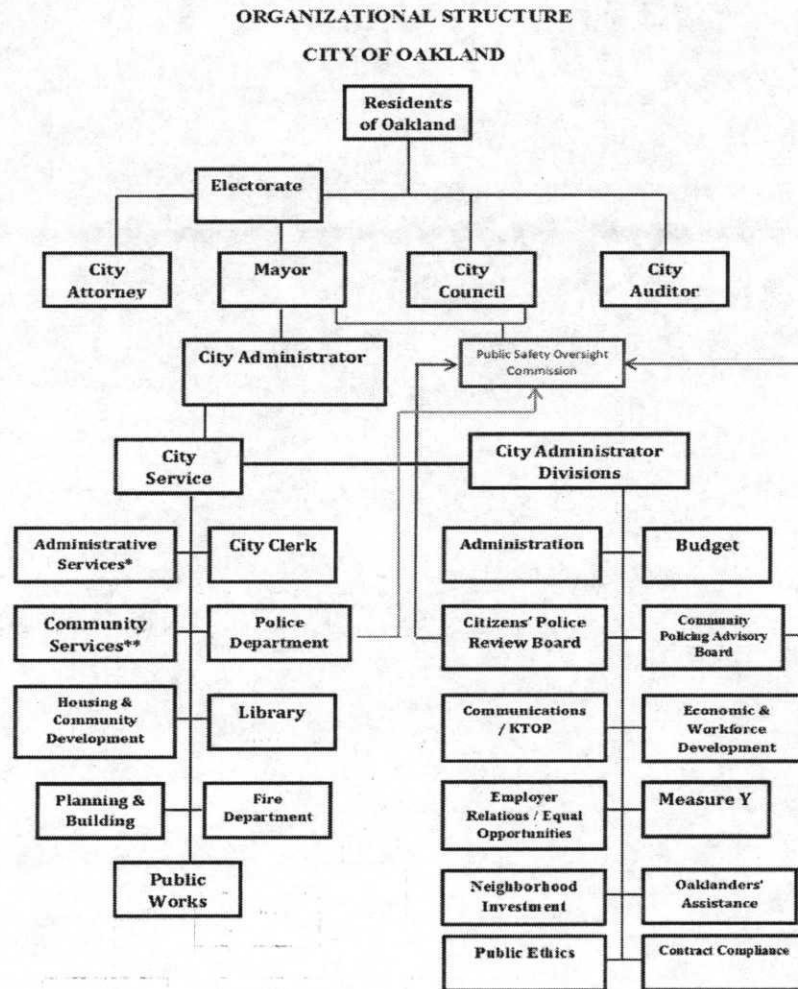 ORGANIZATIONAL STRUCTURE
CITY OF OAKLAND
Residents
of Oakland
Electorate
City
Attorney
Mayor
City
Council
City
Auditor
City Administrator
Public Safety Oversight
Commission
City
Service
City Administrator
Divisions
Administrative
Services*
City Clerk
Administration
Budget
Community
Services**
Police
Department
Citizens' Police
Review Board
Community
Policing Advisory
Board
Housing &
Community
Development
Library
Communications
/ KTOP
Economic &
Workforce
Development
Planning &
Building
Fire
Department
Employer
Relations / Equal
Opportunities
Measure Y
Public
Works
Neighborhood
Investment
Oaklanders'
Assistance
Public Ethics
Contract Compliance